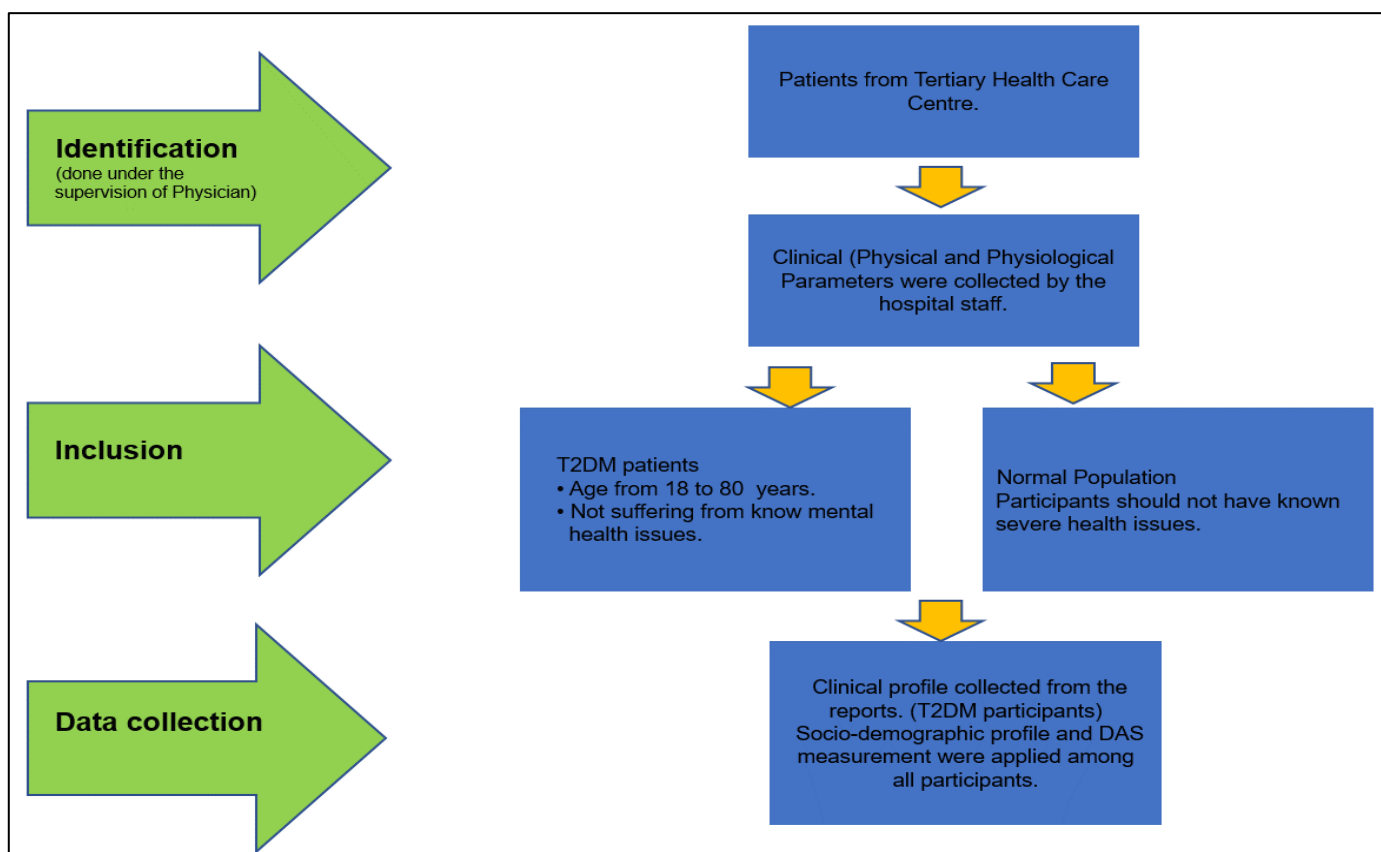 Identification
(done under the
supervision of Physician)
Patients from Tertiary Health Care
Centre.
Clinical (Physical and Physiological
Parameters were collected by the
hospital staff.
Inclusion
T2DM patients
• Age from 18 to 80 years.
• Not suffering from know mental
health issues.
Normal Population
Participants should not have known
severe health issues.
Data collection
Clinical profile collected from the
reports. (T2DM participants)
Socio-demographic profile and DAS
measurement were applied among
all participants.